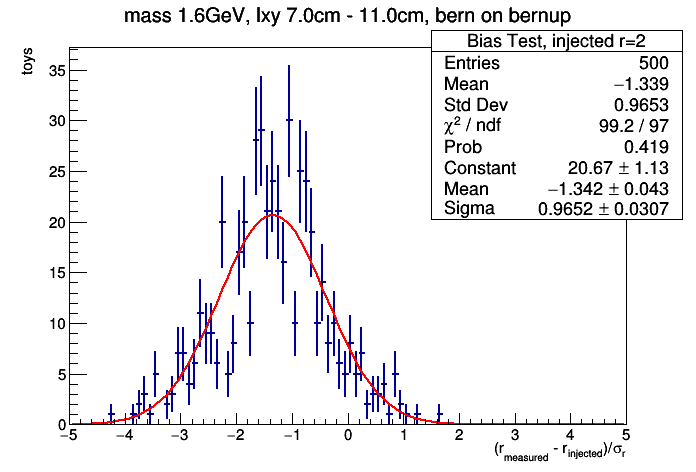 mass 1.6GeV, lxy 7.0cm - 11.0cm, bern on bernup
Bias Test, injected r=2
Entries 500
Mean −1.339
Std Dev 0.9653
χ² / ndf 99.2 / 97
Prob 0.419
Constant 20.67 ± 1.13
Mean −1.342 ± 0.043
Sigma 0.9652 ± 0.0307
toys
35
30
25
20
15
10
5
0
−5 −4 −3 −2 −1 0 1 2 3 4 5
(r_measured - r_injected)/σ_r